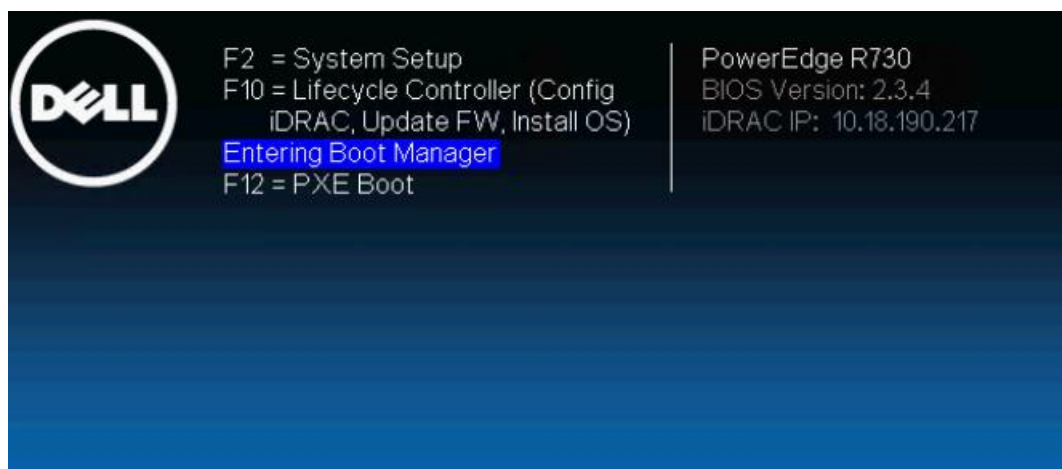 DELL
F2 = System Setup
F10 = Lifecycle Controller (Config
iDRAC, Update FW, Install OS)
Entering Boot Manager
F12 = PXE Boot
PowerEdge R730
BIOS Version: 2.3.4
iDRAC IP: 10.18.190.217